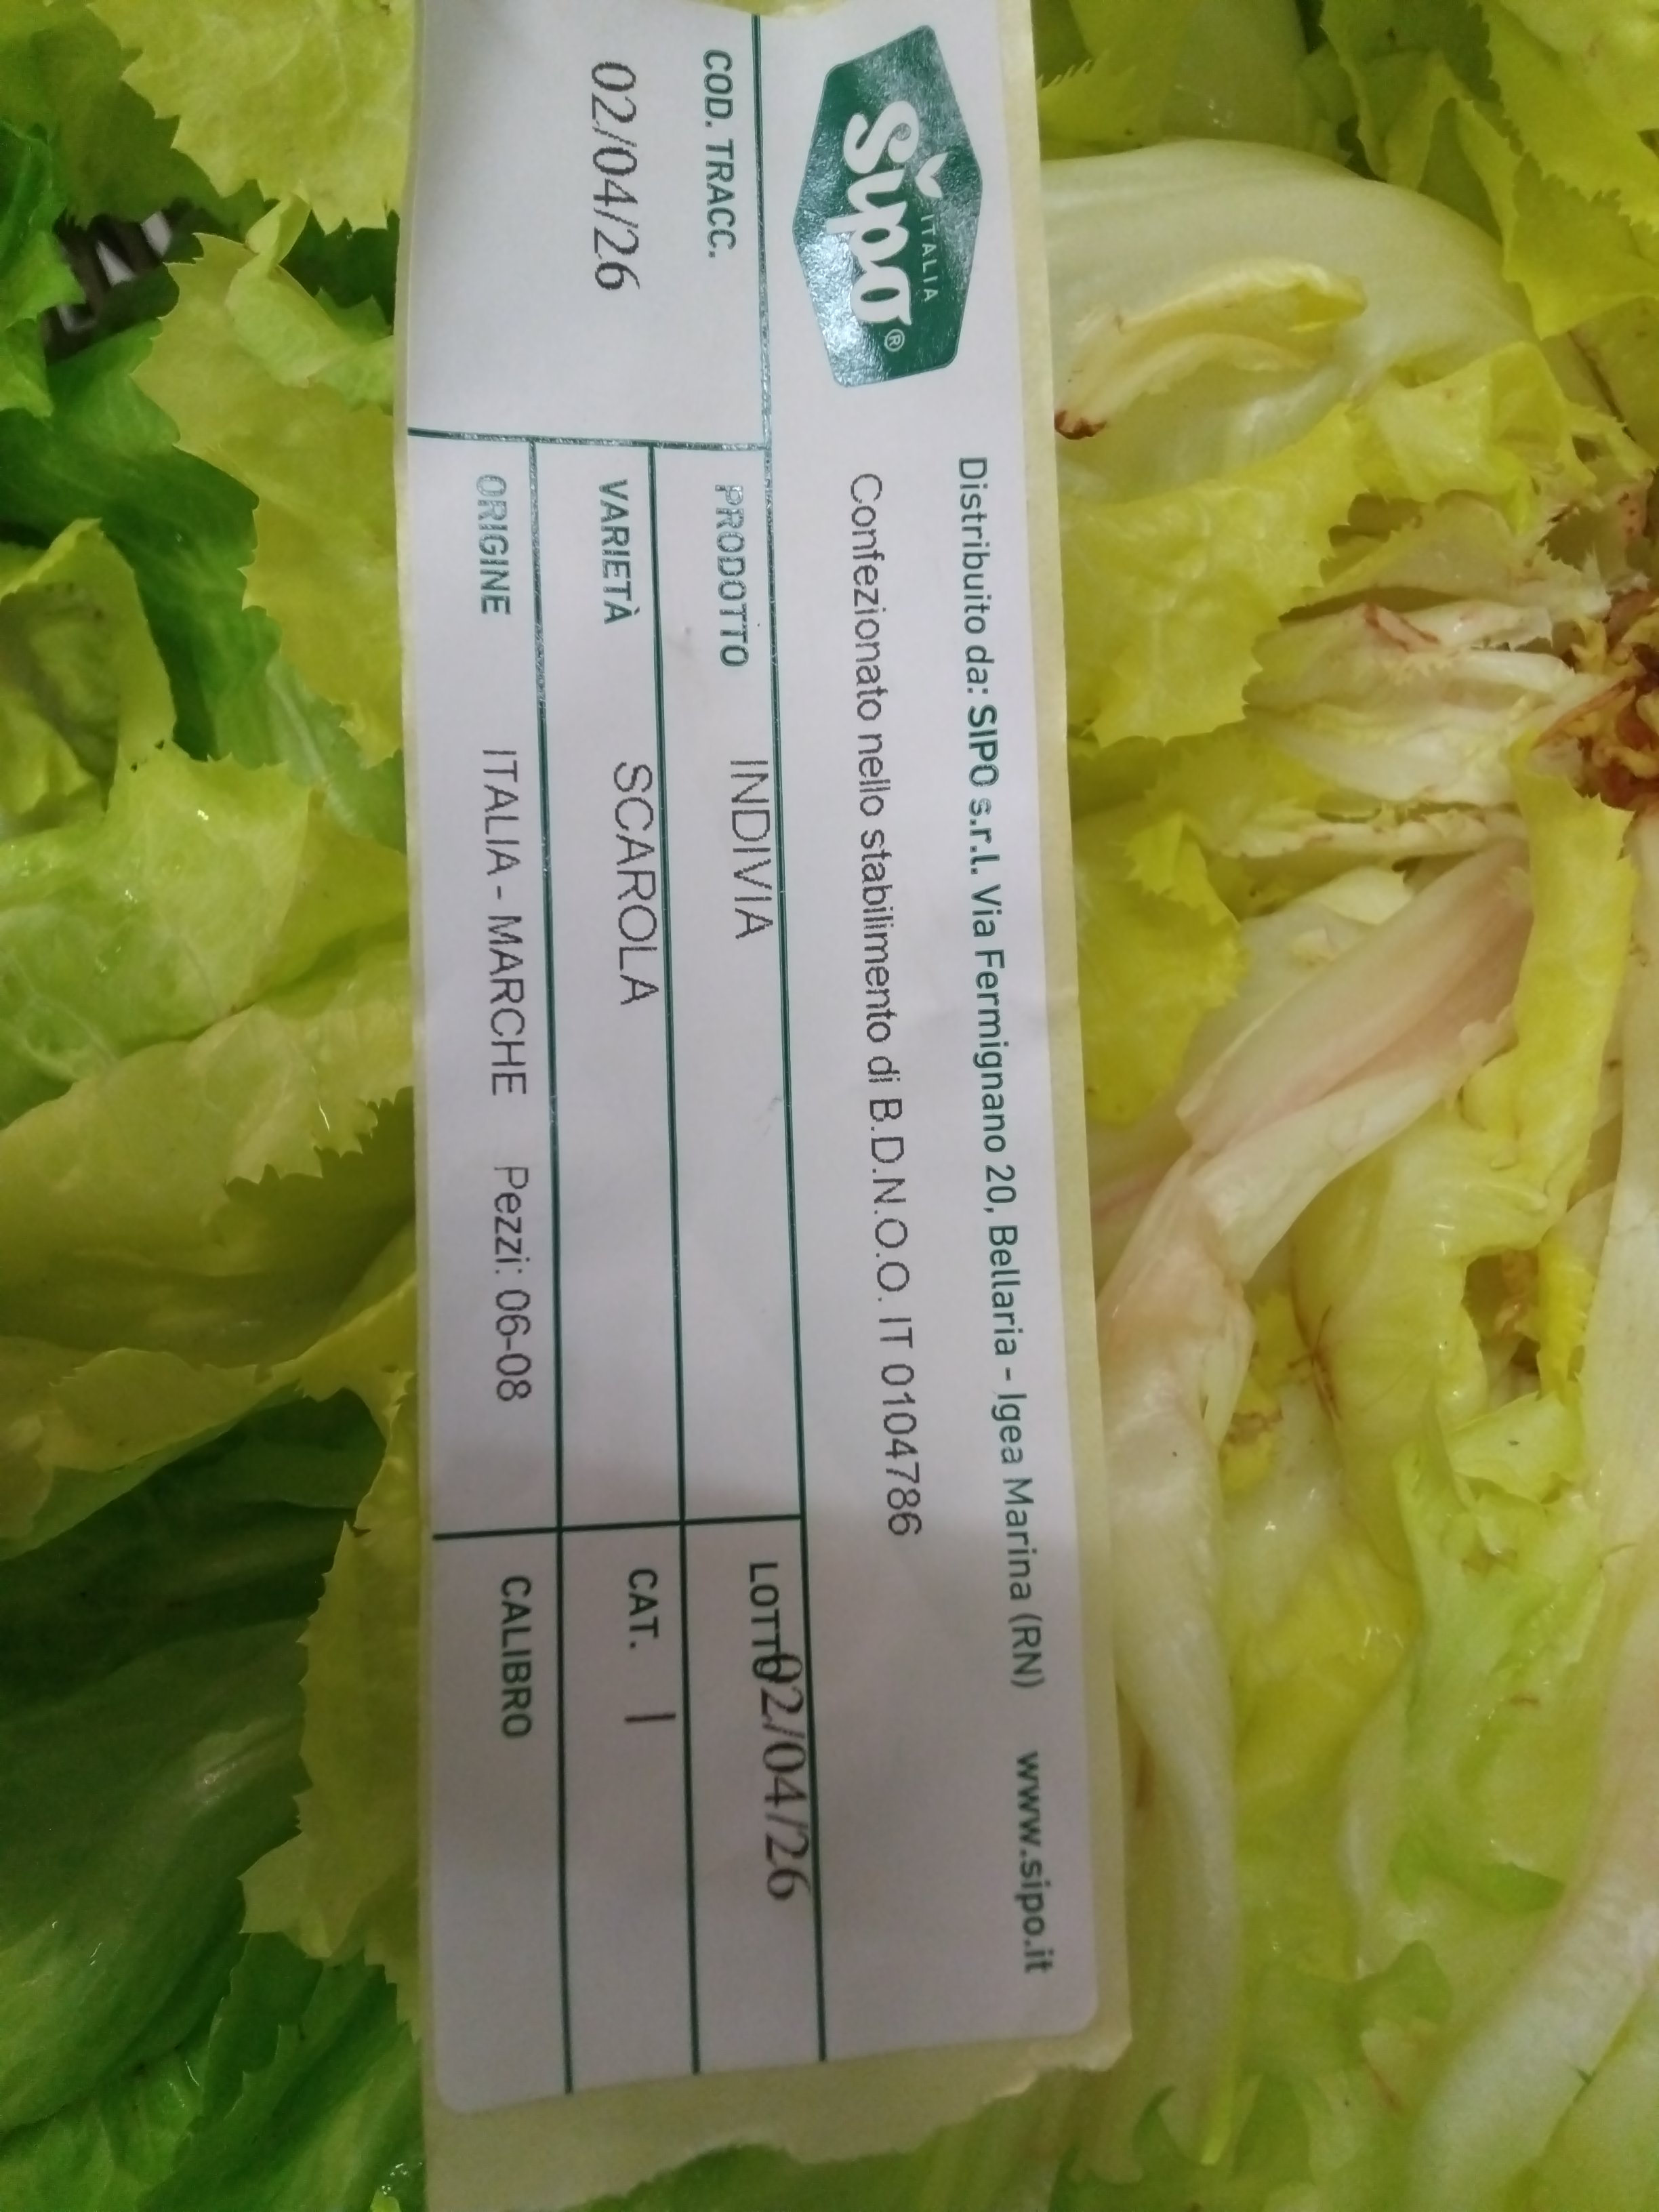 Sipo®
ITALIA
Distribuito da: SIPO s.r.l. Via Fermignano 20, Bellaria - Igea Marina (RN) www.sipo.it
Confezionato nello stabilimento di B.D.N.O.O. IT 0104786
COD. TRACC.
02/04/26
PRODOTTO INDIVIA
LOTTO 02/04/26
VARIETÀ SCAROLA
CAT. I
ORIGINE ITALIA - MARCHE Pezzi: 06-08
CALIBRO